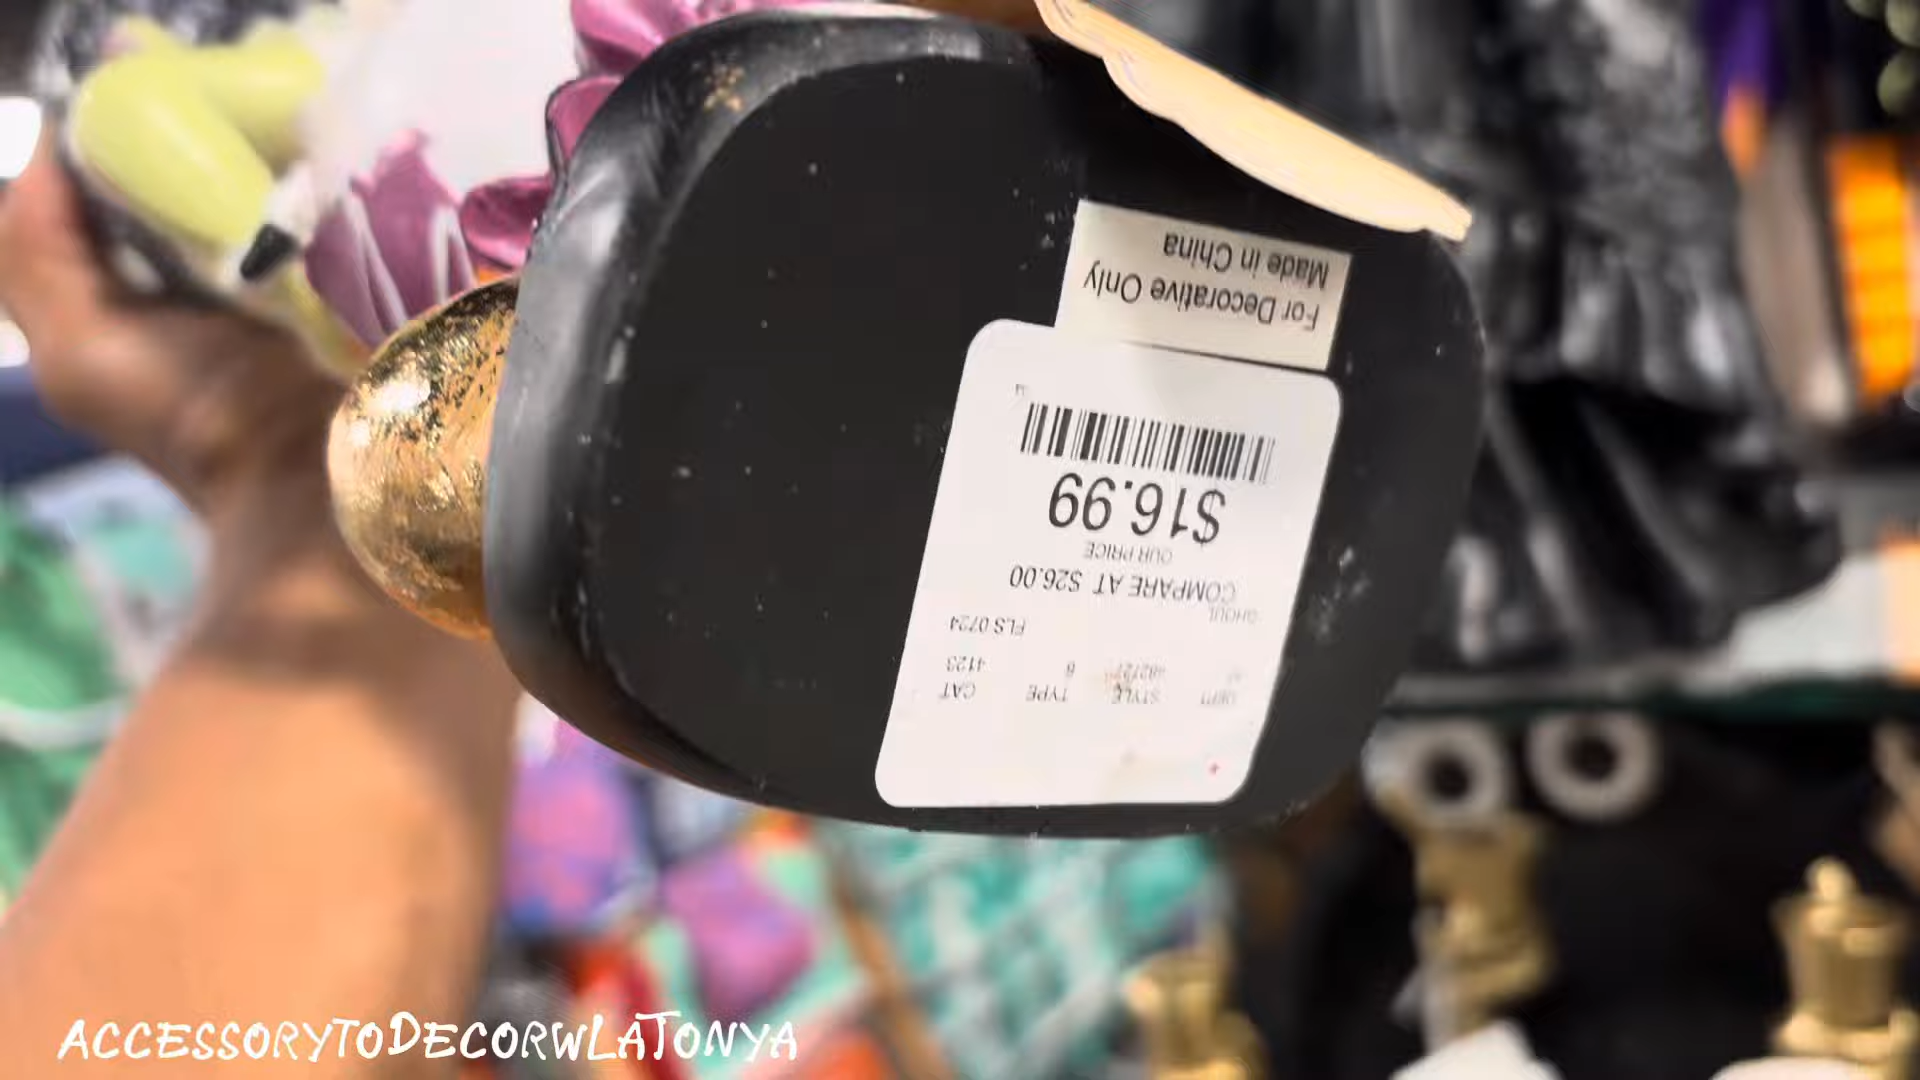 DEPT STYLE TYPE CAT
6 4123
FLS 0724
GHOUL
COMPARE AT $26.00
OUR PRICE
$16.99
For Decorative Only
Made in China
ACCESSORYTODECORWLATONYA